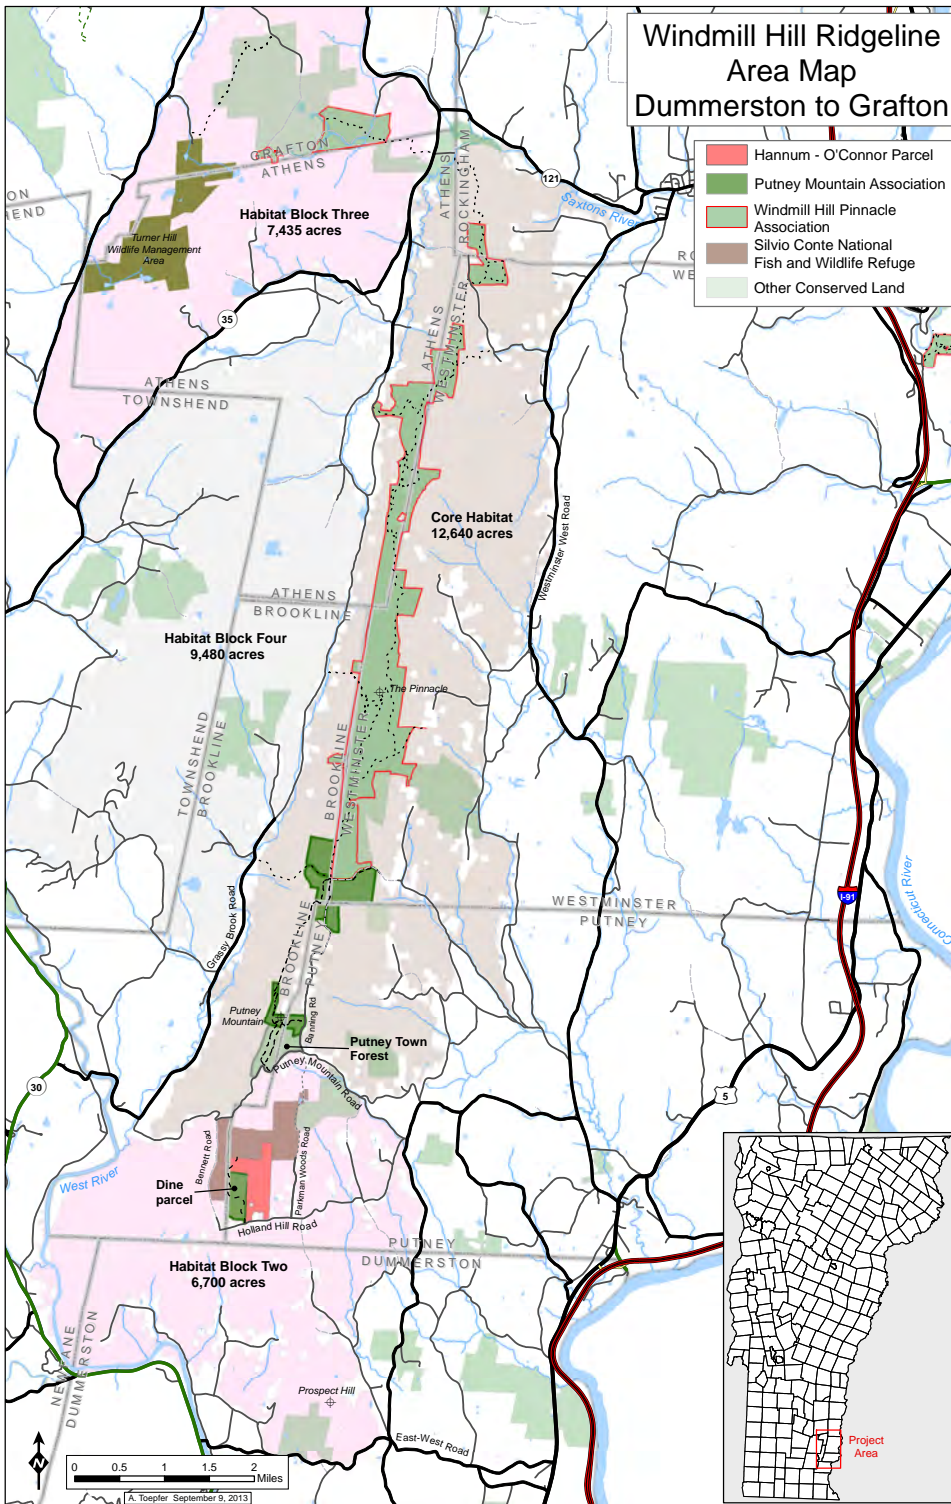 Windmill Hill Ridgeline
Area Map
Dummerston to Grafton
Hannum - O'Connor Parcel
Putney Mountain Association
Windmill Hill Pinnacle
Association
Silvio Conte National
Fish and Wildlife Refuge
Other Conserved Land
GRAFTON
ATHENS
ATHENS
ROCKINGHAM
121
Saxtons River
Habitat Block Three
7,435 acres
Turner Hill
Wildlife Management
Area
35
ATHENS
WESTMINSTER
ATHENS
TOWNSHEND
Core Habitat
12,640 acres
Westminster West Road
ATHENS
BROOKLINE
Habitat Block Four
9,480 acres
The Pinnacle
TOWNSHEND
BROOKLINE
BROOKLINE
WESTMINSTER
I-91
Connecticut River
WESTMINSTER
PUTNEY
Grassy Brook Road
BROOKLINE
PUTNEY
Banning Rd
Putney
Mountain
Putney Town
Forest
Putney Mountain Road
30
5
Bennett Road
Parkman Woods Road
West River
Dine
parcel
Holland Hill Road
PUTNEY
DUMMERSTON
Habitat Block Two
6,700 acres
NEWFANE
DUMMERSTON
Prospect Hill
East-West Road
Project
Area
N
0 0.5 1 1.5 2
Miles
A. Toepfer September 9, 2013